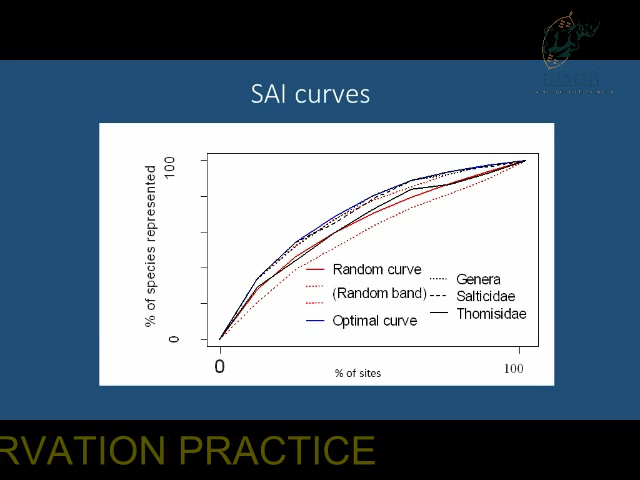 SAI curves
% of species represented
100
0
Random curve
(Random band)
Optimal curve
Genera
Salticidae
Thomisidae
0
% of sites
100
RVATION PRACTICE